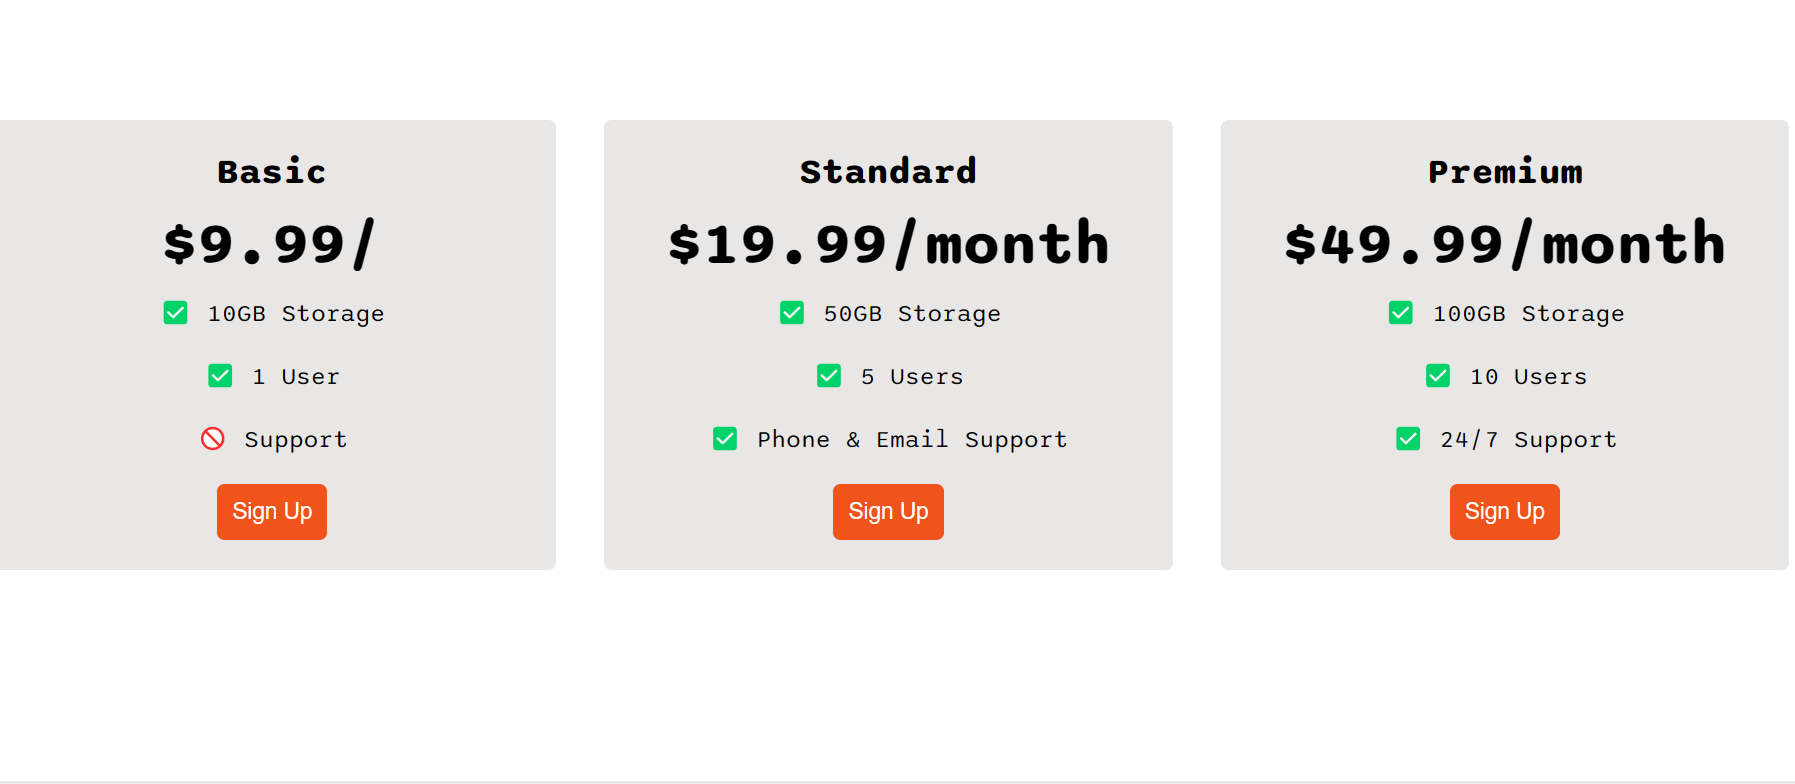 Basic
$9.99/
10GB Storage
1 User
Support
Sign Up
Standard
$19.99/month
50GB Storage
5 Users
Phone & Email Support
Sign Up
Premium
$49.99/month
100GB Storage
10 Users
24/7 Support
Sign Up